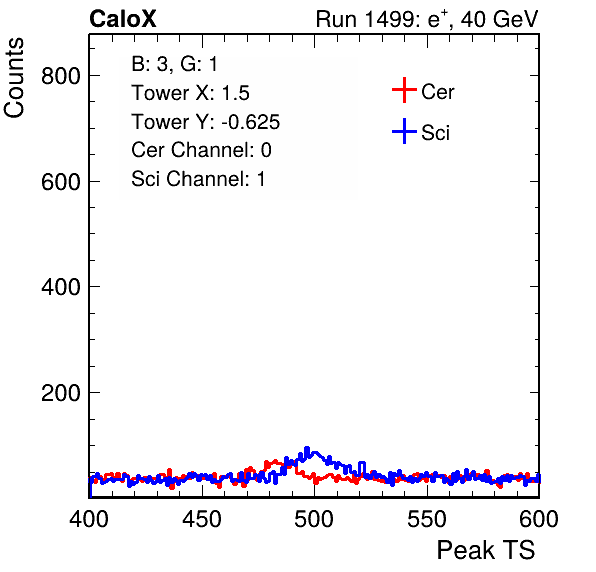 CaloX Run 1499: e⁺, 40 GeV
Counts
B: 3, G: 1
Tower X: 1.5
Tower Y: -0.625
Cer Channel: 0
Sci Channel: 1
Cer
Sci
800
600
400
200
400 450 500 550 600
Peak TS